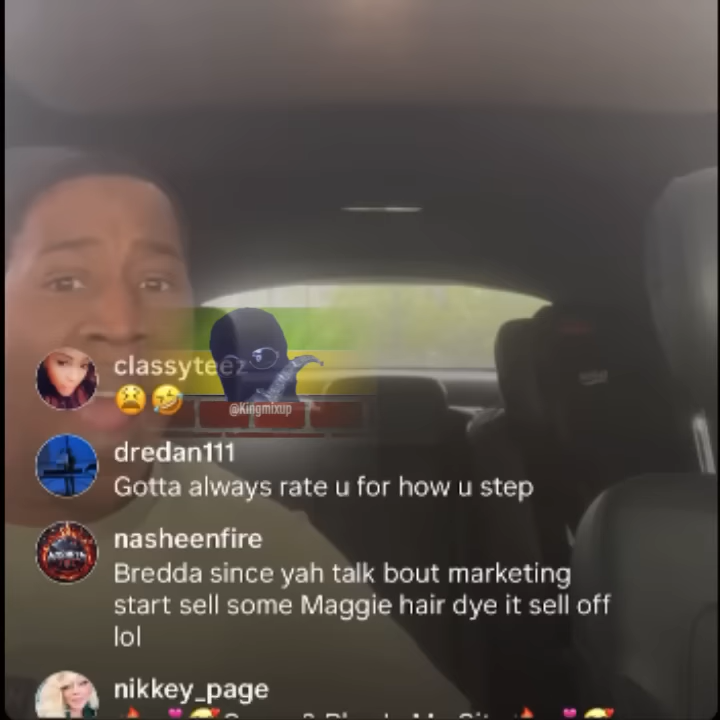 classyteez
😫🤣
@Kingmixup
dredan111
Gotta always rate u for how u step
nasheenfire
Bredda since yah talk bout marketing
start sell some Maggie hair dye it sell off
lol
nikkey_page